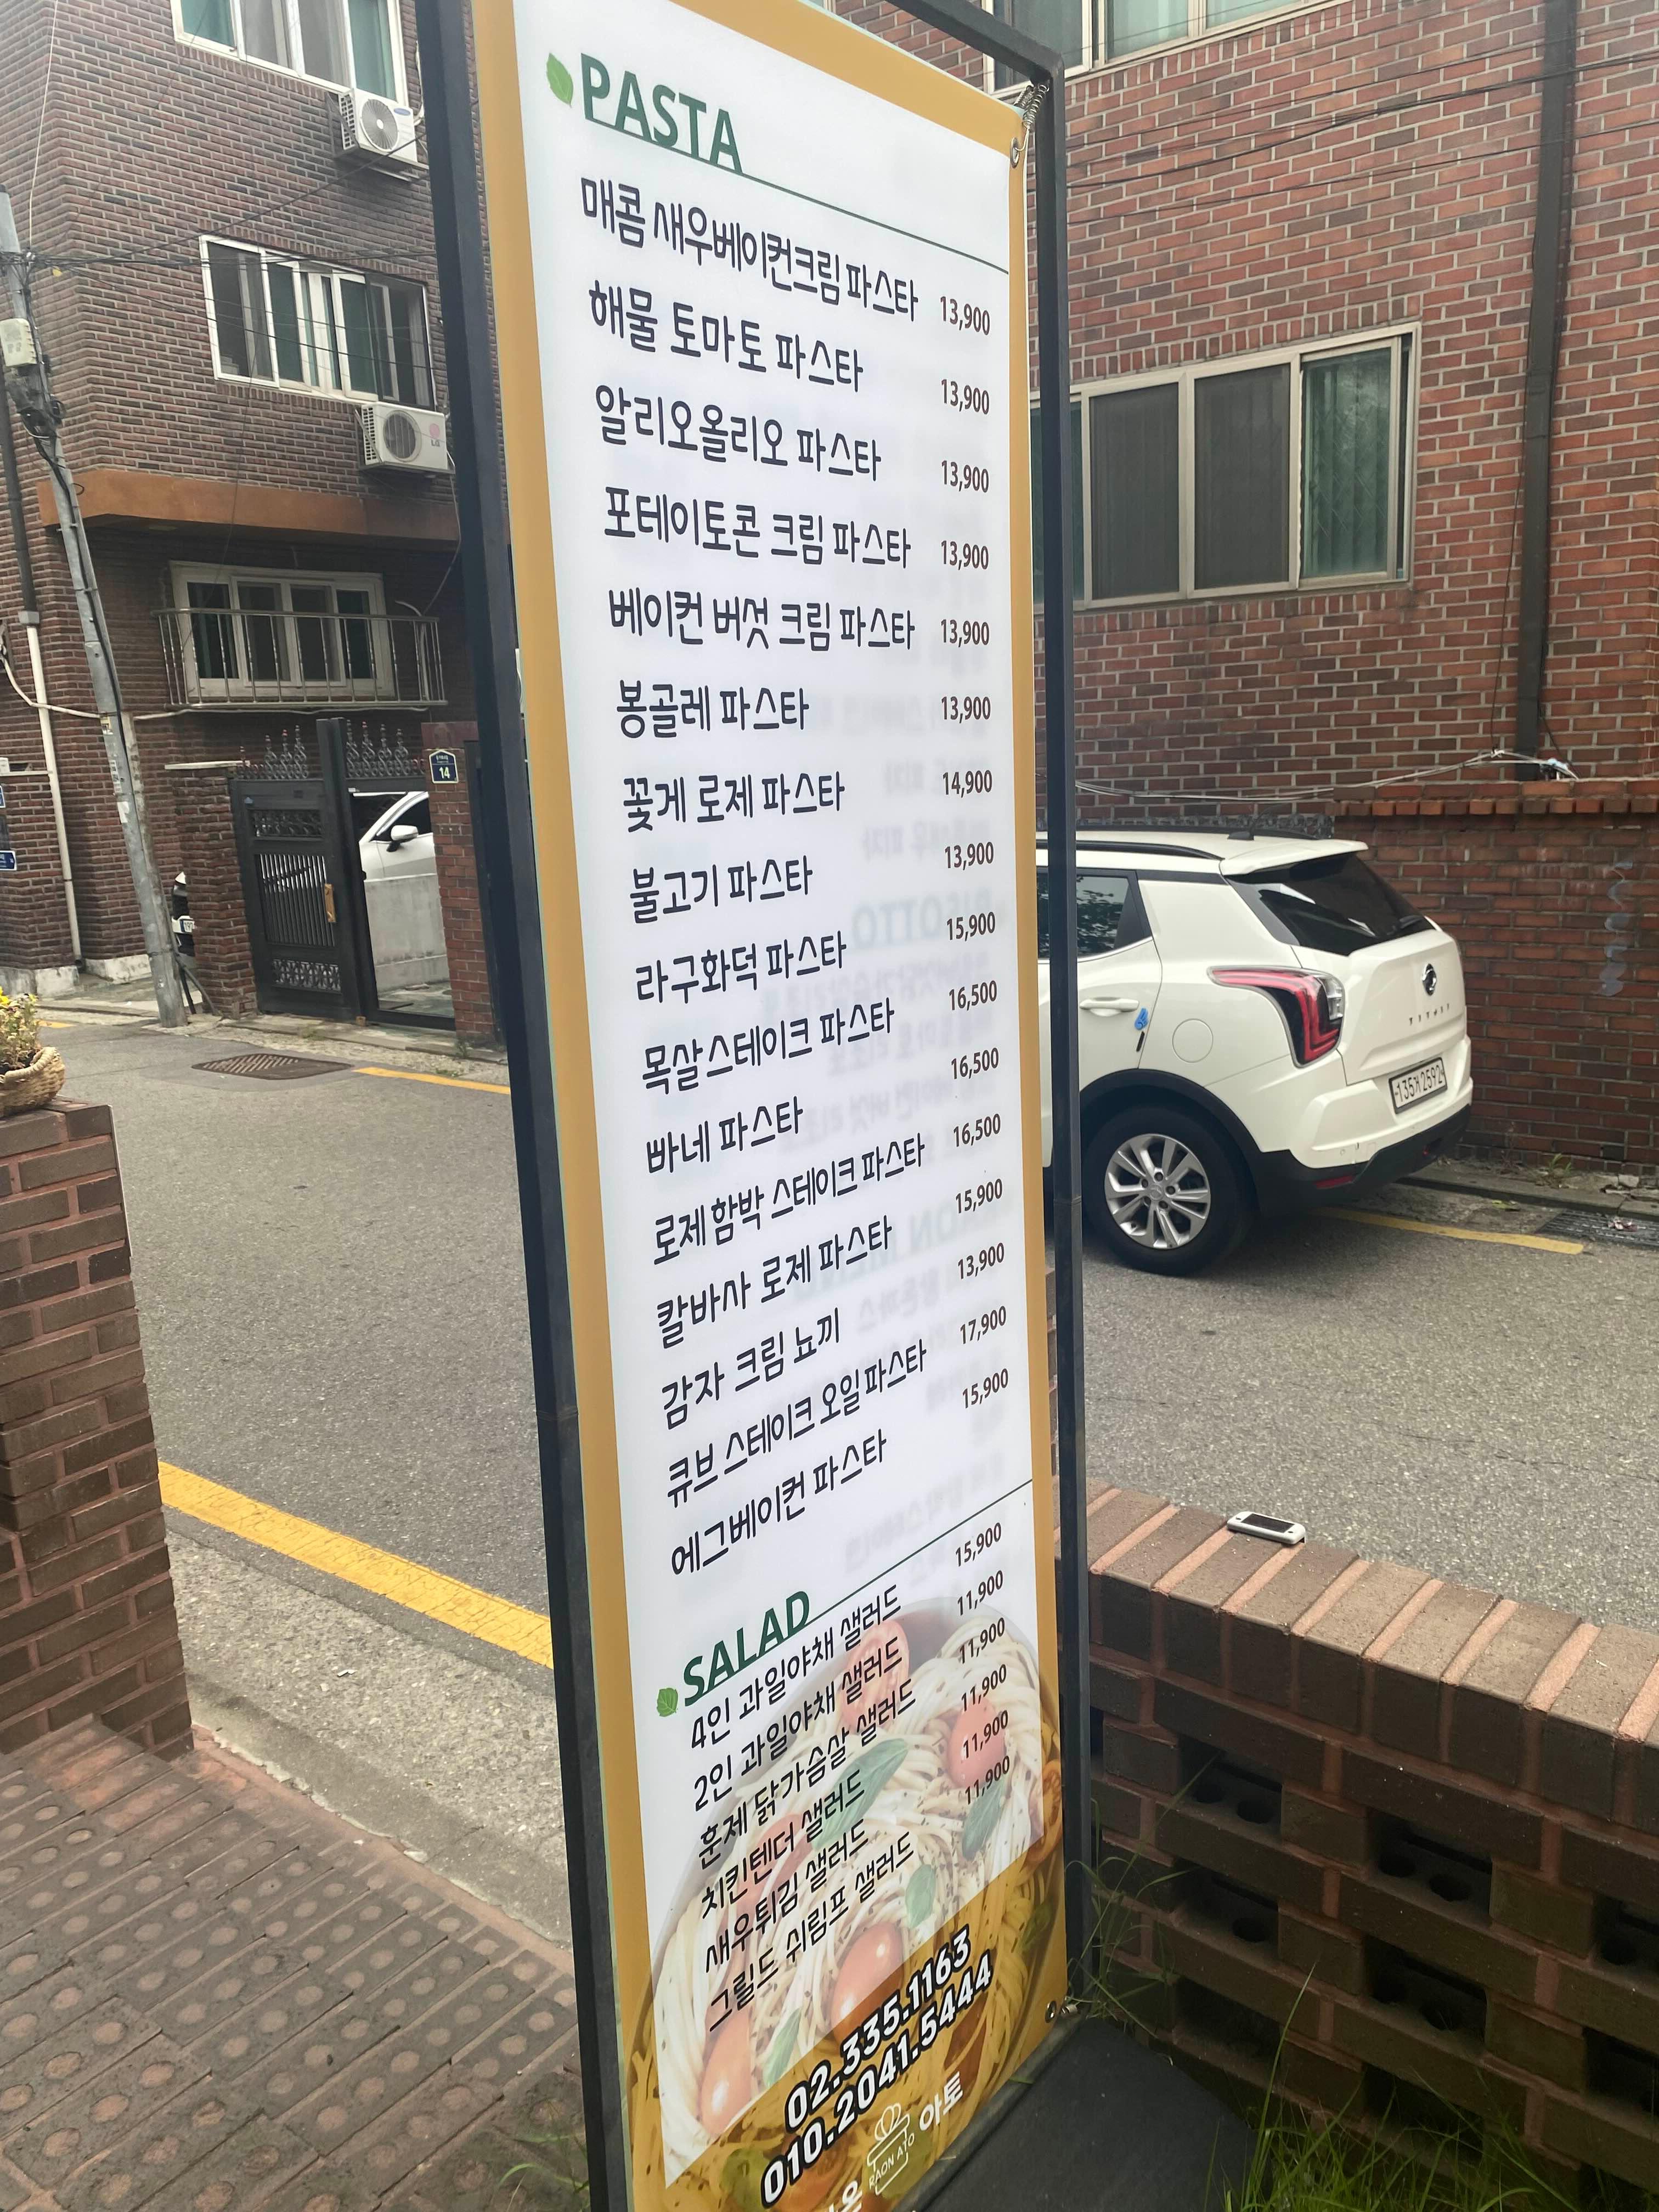 PASTA
매콤 새우베이컨크림 파스타 13,900
해물 토마토 파스타 13,900
알리오올리오 파스타 13,900
포테이토콘 크림 파스타 13,900
베이컨 버섯 크림 파스타 13,900
봉골레 파스타 13,900
꽃게 로제 파스타 14,900
불고기 파스타 13,900
라구화덕 파스타 15,900
목살스테이크 파스타 16,500
빠네 파스타 16,500
로제 함박 스테이크 파스타 16,500
칼바사 로제 파스타 15,900
감자 크림 뇨끼 13,900
큐브 스테이크 오일 파스타 17,900
에그베이컨 파스타 15,900
SALAD
4인 과일야채 샐러드 15,900
2인 과일야채 샐러드 11,900
훈제 닭가슴살 샐러드 11,900
치킨텐더 샐러드 11,900
새우튀김 샐러드 11,900
그릴드 쉬림프 샐러드 11,900
02.335.1163
010.2041.5444
온 RAON ATO 아토
14
LG
TIVOLI
135저2592